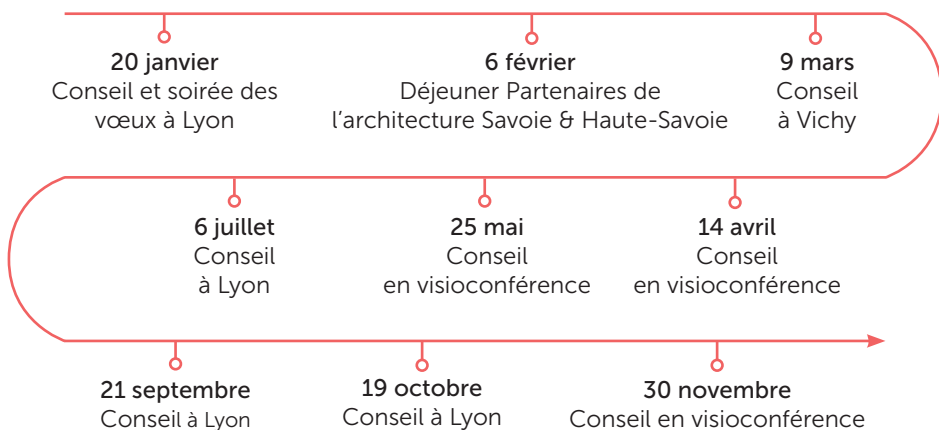 20 janvier
Conseil et soirée des
vœux à Lyon
6 février
Déjeuner Partenaires de
l'architecture Savoie & Haute-Savoie
9 mars
Conseil
à Vichy
14 avril
Conseil
en visioconférence
25 mai
Conseil
en visioconférence
6 juillet
Conseil
à Lyon
21 septembre
Conseil à Lyon
19 octobre
Conseil à Lyon
30 novembre
Conseil en visioconférence